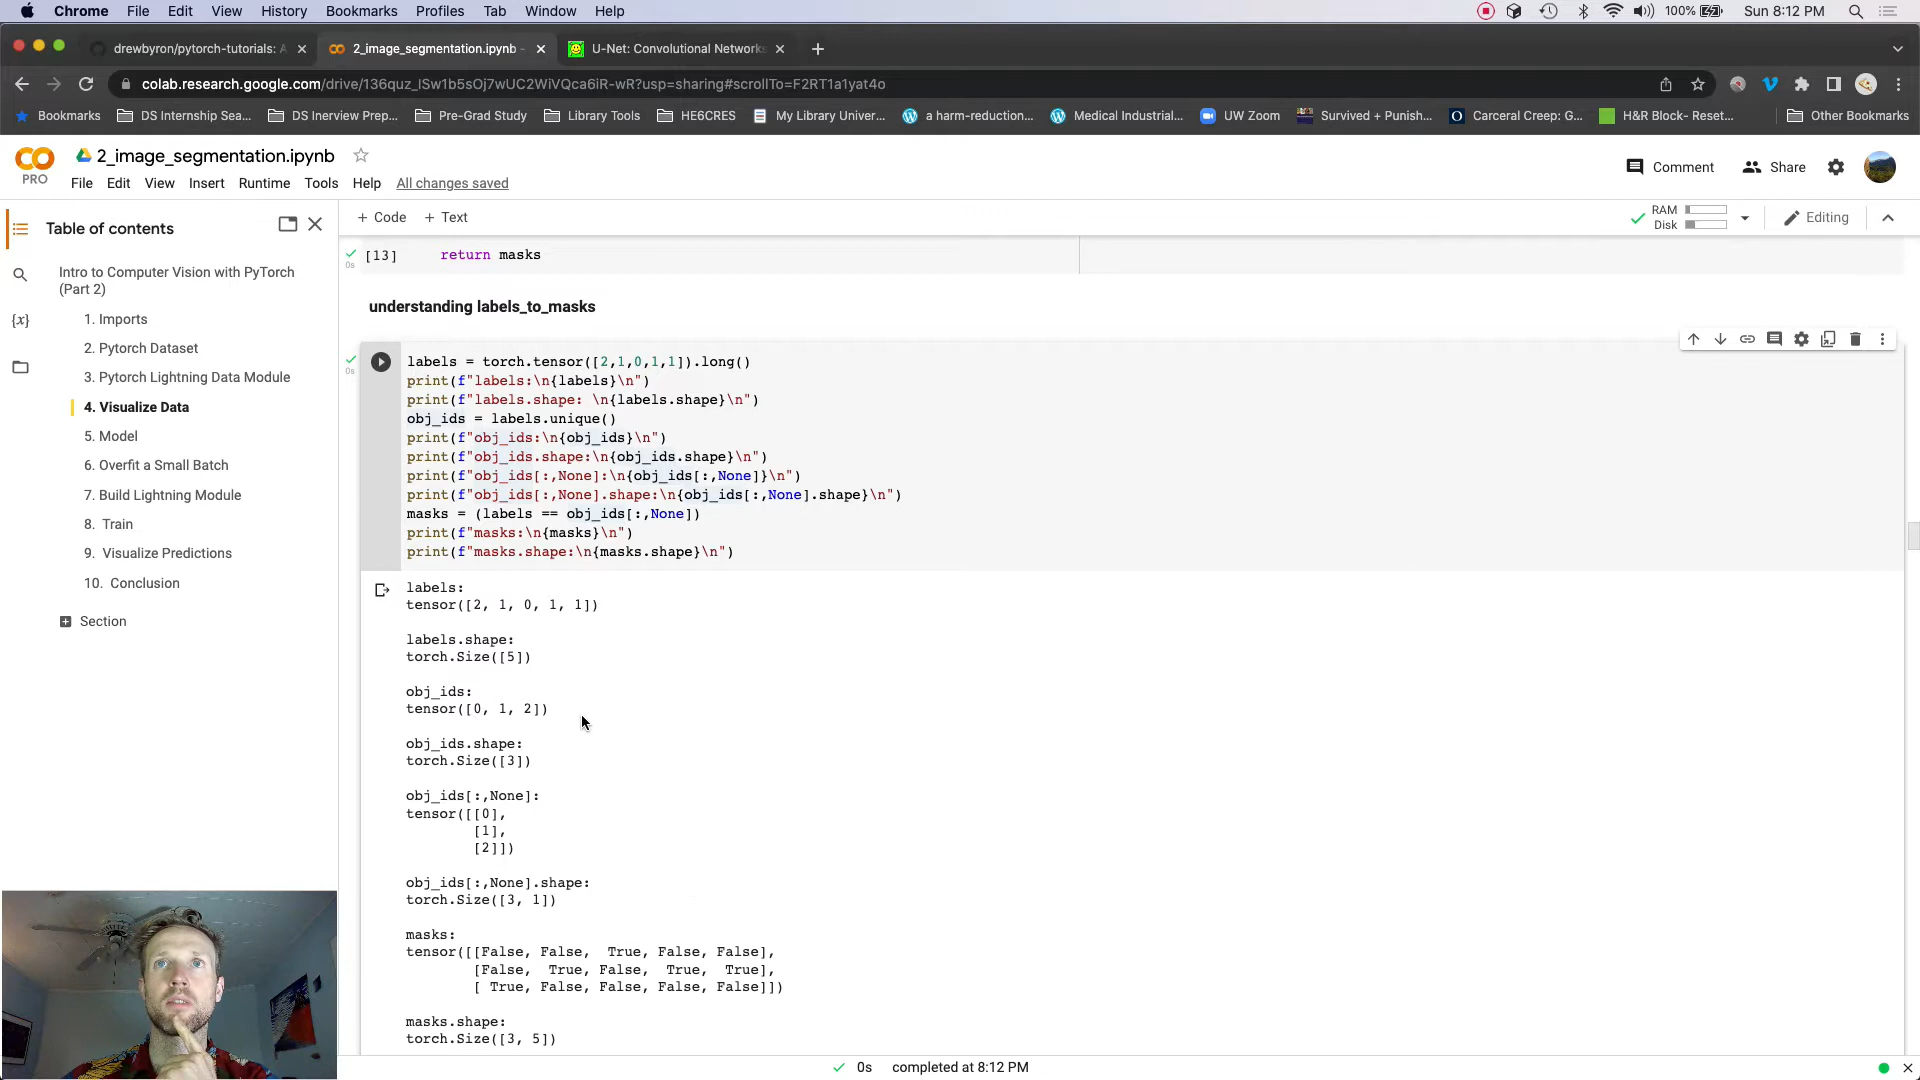 Chrome File Edit View History Bookmarks Profiles Tab Window Help 100% Sun 8:12 PM
drewbyron/pytorch-tutorials: A
2_image_segmentation.ipynb -
U-Net: Convolutional Networks
colab.research.google.com/drive/136quz_lSw1b5sOj7wUC2WiVQca6iR-wR?usp=sharing#scrollTo=F2RT1a1yat4o
Bookmarks DS Internship Sea... DS Inerview Prep... Pre-Grad Study Library Tools HE6CRES My Library Univer... a harm-reduction... Medical Industrial... UW Zoom Survived + Punish... Carceral Creep: G... H&R Block- Reset... Other Bookmarks
PRO
2_image_segmentation.ipynb
File Edit View Insert Runtime Tools Help All changes saved
Comment Share
Table of contents
+ Code + Text
RAM
Disk
Editing
Intro to Computer Vision with PyTorch
(Part 2)
1. Imports
2. Pytorch Dataset
3. Pytorch Lightning Data Module
4. Visualize Data
5. Model
6. Overfit a Small Batch
7. Build Lightning Module
8. Train
9. Visualize Predictions
10. Conclusion
Section
{x}
0s
[13] return masks
understanding labels_to_masks
0s
labels = torch.tensor([2,1,0,1,1]).long()
print(f"labels:\n{labels}\n")
print(f"labels.shape: \n{labels.shape}\n")
obj_ids = labels.unique()
print(f"obj_ids:\n{obj_ids}\n")
print(f"obj_ids.shape:\n{obj_ids.shape}\n")
print(f"obj_ids[:,None]:\n{obj_ids[:,None]}\n")
print(f"obj_ids[:,None].shape:\n{obj_ids[:,None].shape}\n")
masks = (labels == obj_ids[:,None])
print(f"masks:\n{masks}\n")
print(f"masks.shape:\n{masks.shape}\n")
labels:
tensor([2, 1, 0, 1, 1])
labels.shape:
torch.Size([5])
obj_ids:
tensor([0, 1, 2])
obj_ids.shape:
torch.Size([3])
obj_ids[:,None]:
tensor([[0],
[1],
[2]])
obj_ids[:,None].shape:
torch.Size([3, 1])
masks:
tensor([[False, False, True, False, False],
[False, True, False, True, True],
[ True, False, False, False, False]])
masks.shape:
torch.Size([3, 5])
0s completed at 8:12 PM